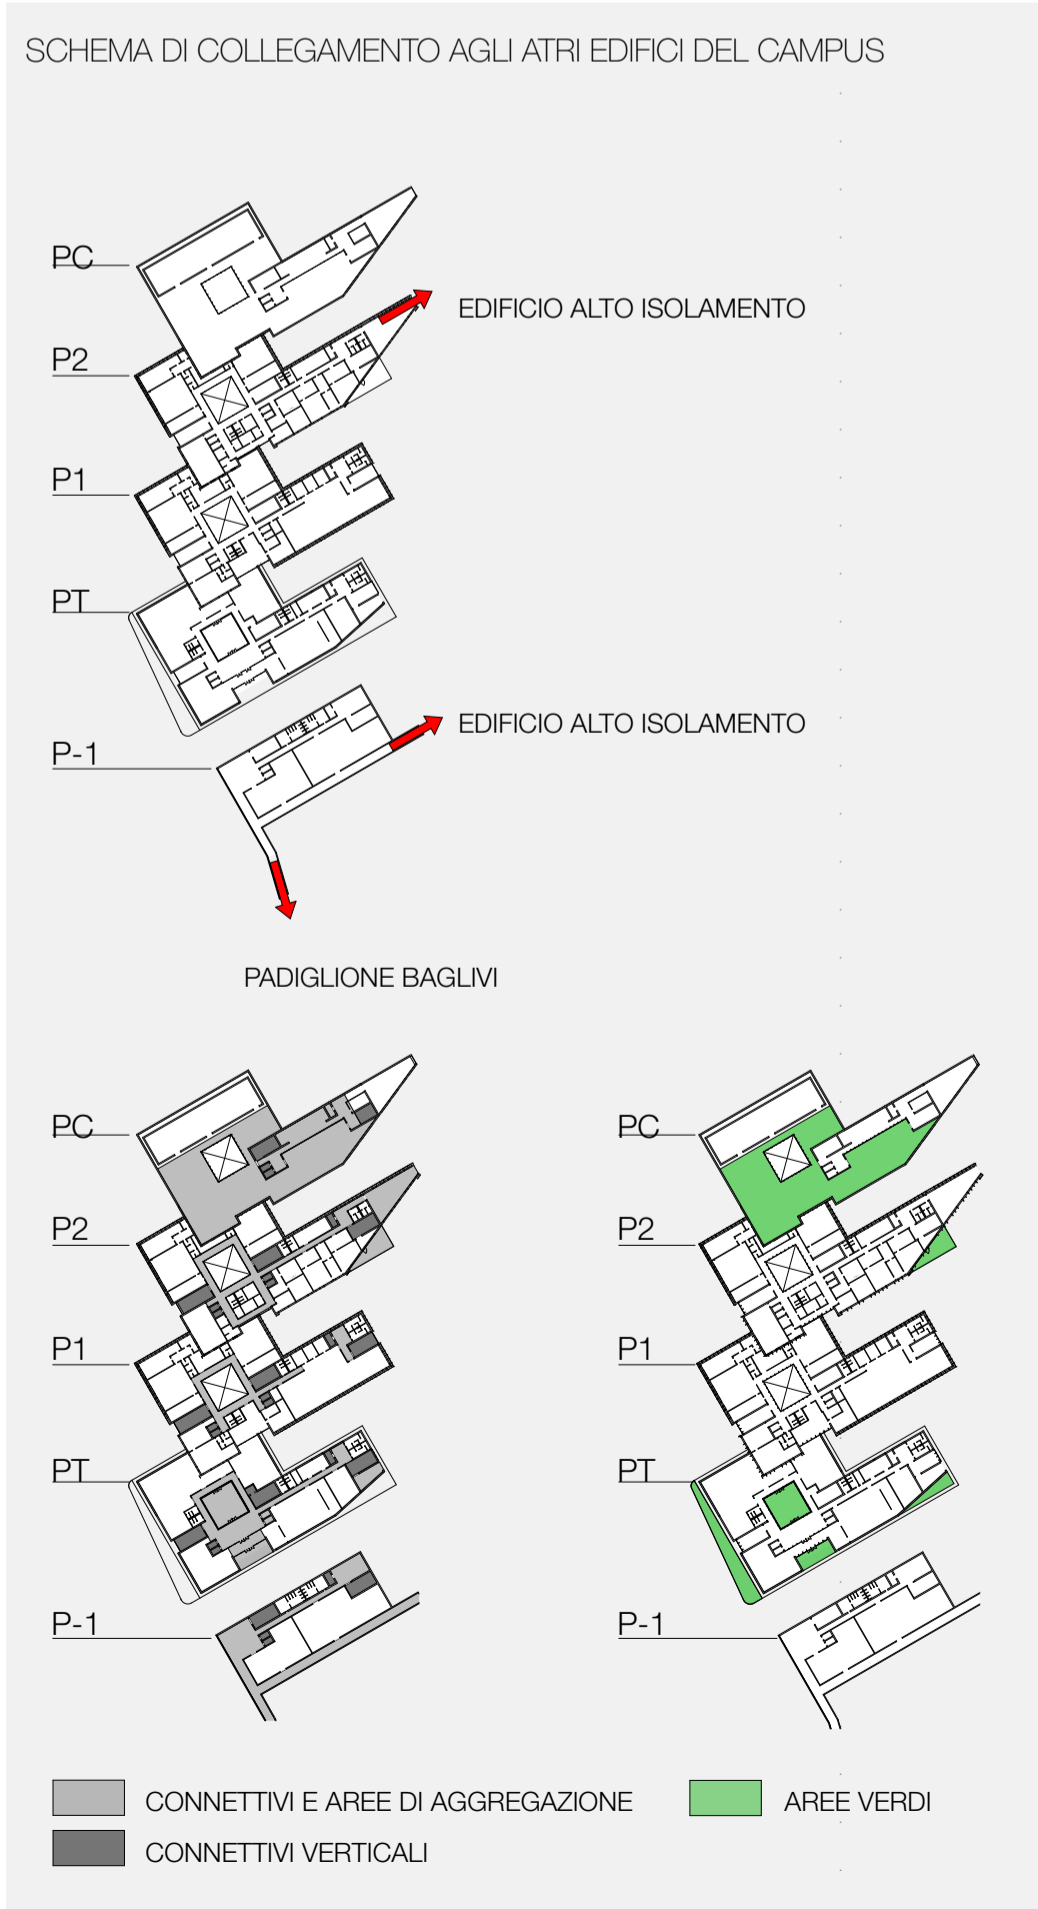 SCHEMA DI COLLEGAMENTO AGLI ATRI EDIFICI DEL CAMPUS
PC
EDIFICIO ALTO ISOLAMENTO
P2
P1
PT
EDIFICIO ALTO ISOLAMENTO
P-1
PADIGLIONE BAGLIVI
PC
P2
P1
PT
P-1
PC
P2
P1
PT
P-1
CONNETTIVI E AREE DI AGGREGAZIONE
CONNETTIVI VERTICALI
AREE VERDI